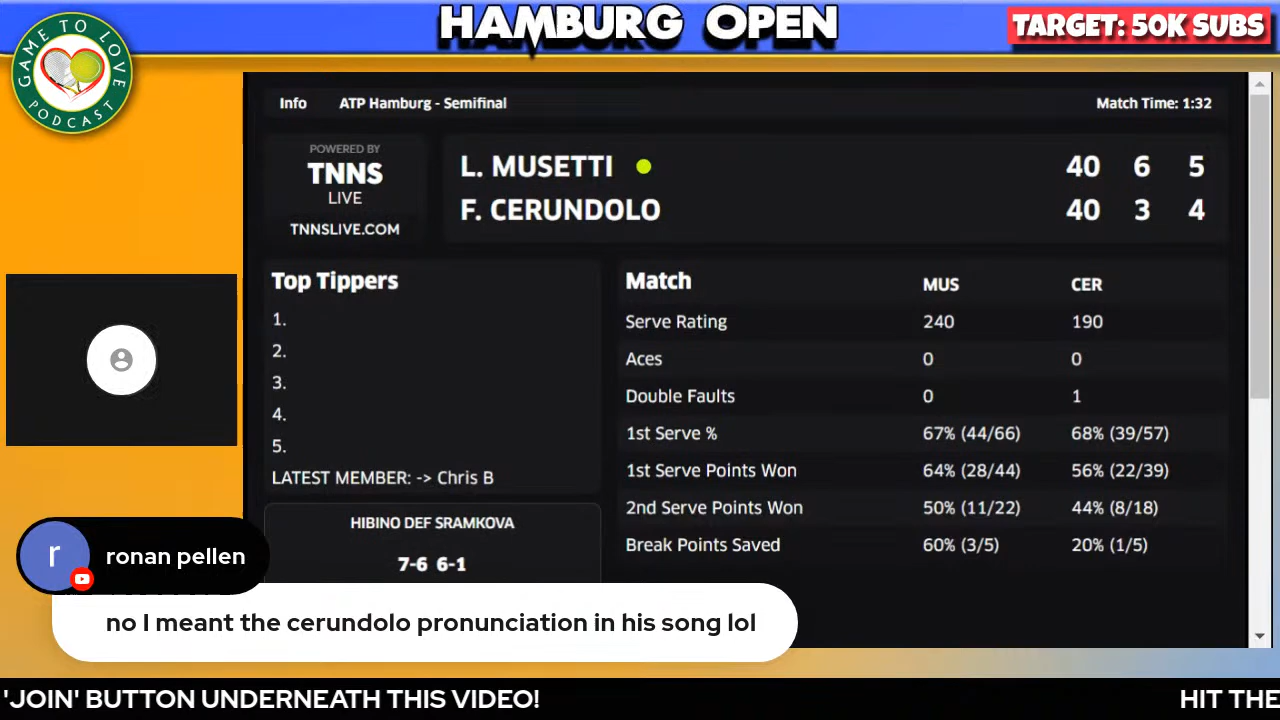 HAMBURG OPEN
TARGET: 50K SUBS
GAME TO LOVE
PODCAST
Info ATP Hamburg - Semifinal Match Time: 1:32
POWERED BY
TNNS
LIVE
TNNSLIVE.COM
L. MUSETTI 40 6 5
F. CERUNDOLO 40 3 4
Top Tippers
1.
2.
3.
4.
5.
LATEST MEMBER: -> Chris B
HIBINO DEF SRAMKOVA
7-6 6-1
Match MUS CER
Serve Rating 240 190
Aces 0 0
Double Faults 0 1
1st Serve % 67% (44/66) 68% (39/57)
1st Serve Points Won 64% (28/44) 56% (22/39)
2nd Serve Points Won 50% (11/22) 44% (8/18)
Break Points Saved 60% (3/5) 20% (1/5)
r ronan pellen
no I meant the cerundolo pronunciation in his song lol
'JOIN' BUTTON UNDERNEATH THIS VIDEO! HIT THE